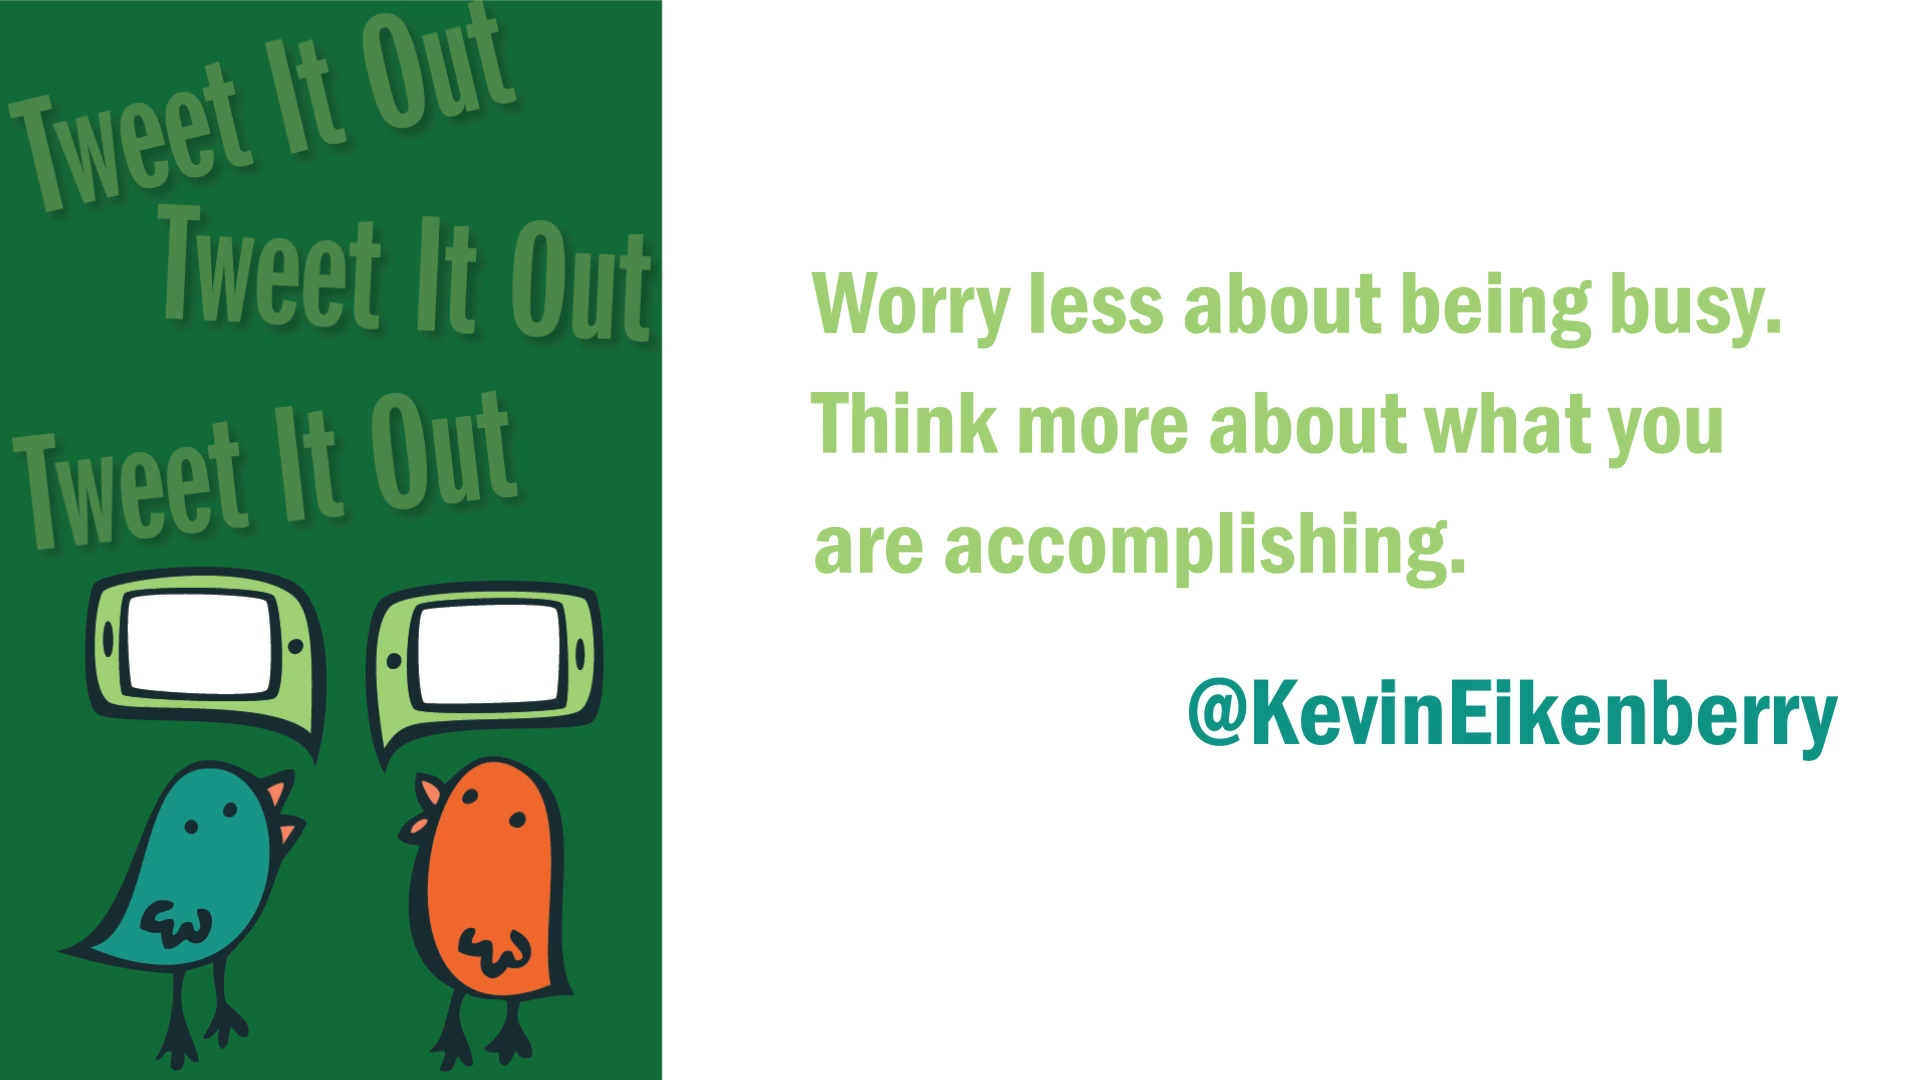 Tweet It Out
Tweet It Out
Tweet It Out
Worry less about being busy.
Think more about what you
are accomplishing.
@KevinEikenberry